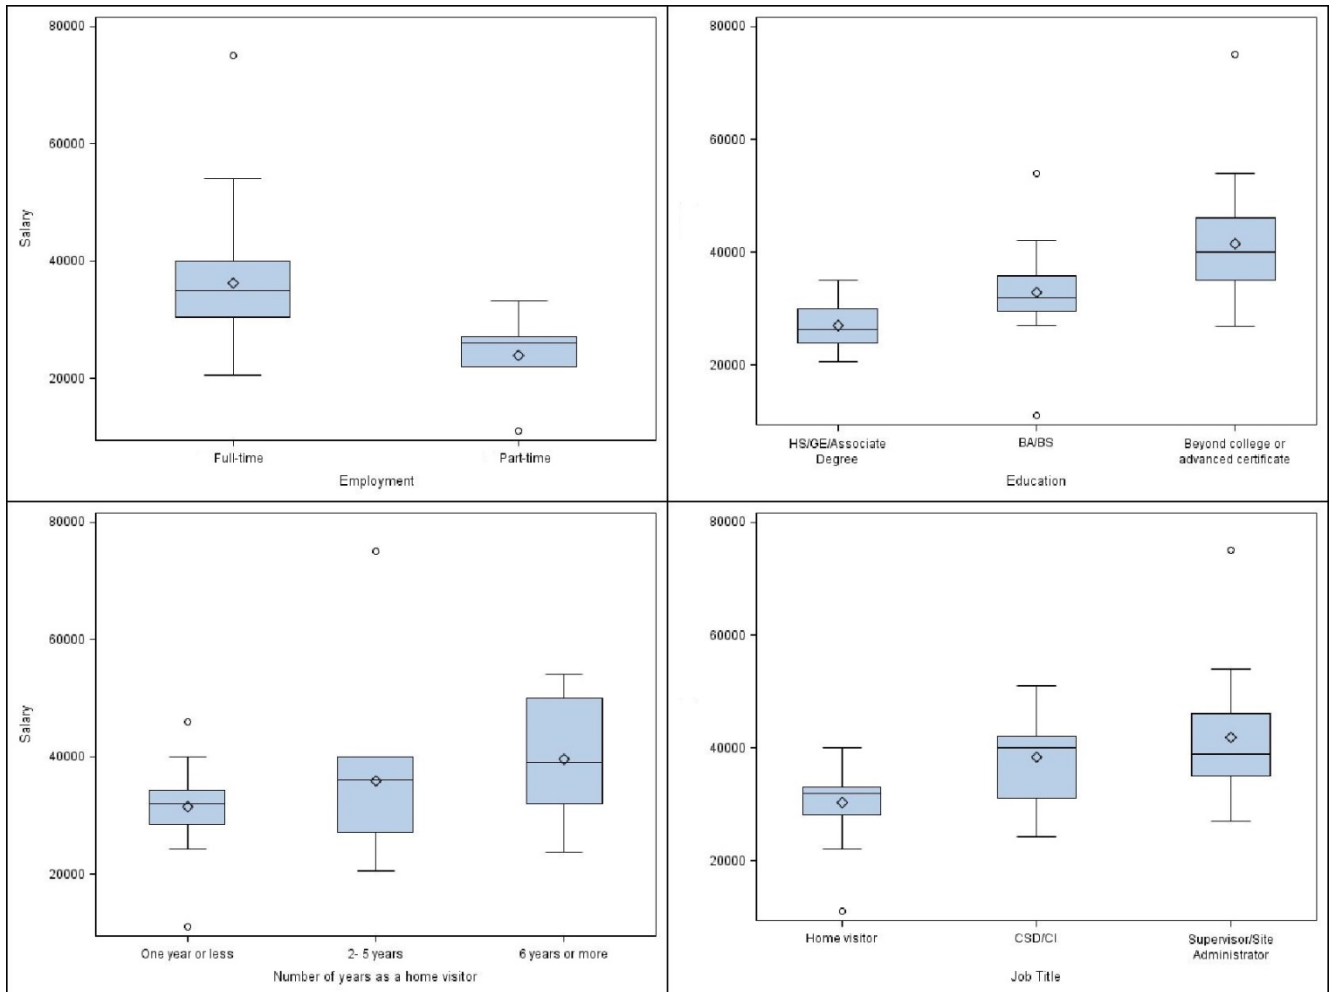 80000
60000
40000
20000
Salary
Full-time
Part-time
Employment
80000
60000
40000
20000
HS/GE/Associate
Degree
BA/BS
Beyond college or
advanced certificate
Education
80000
60000
40000
20000
Salary
One year or less
2- 5 years
6 years or more
Number of years as a home visitor
80000
60000
40000
20000
Home visitor
CSD/CI
Supervisor/Site
Administrator
Job Title